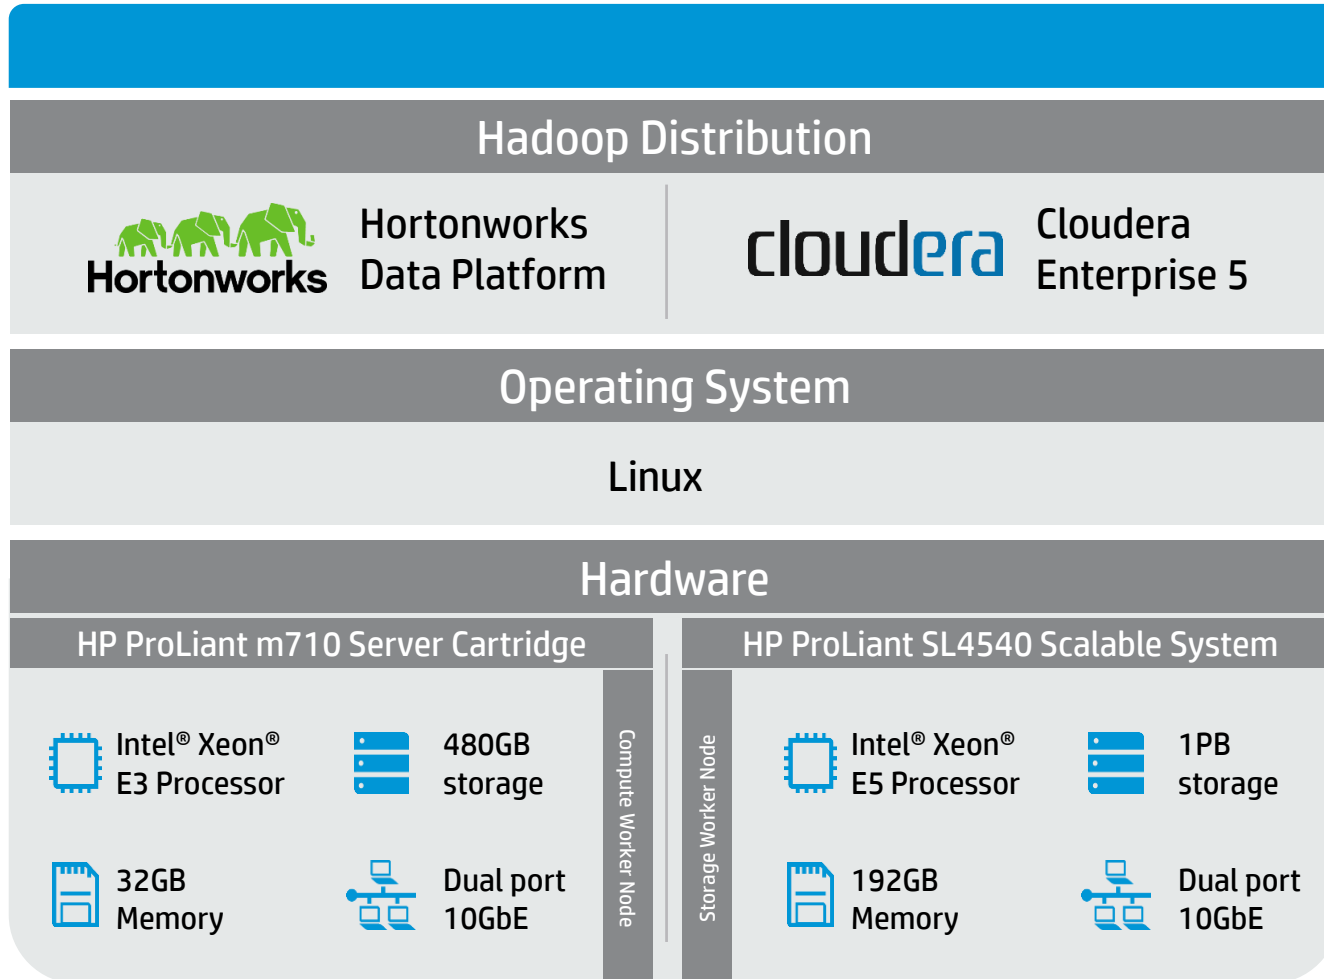 Hadoop Distribution
Hortonworks
Hortonworks
Data Platform
cloudera
Cloudera
Enterprise 5
Operating System
Linux
Hardware
HP ProLiant m710 Server Cartridge
Intel® Xeon®
E3 Processor
480GB
storage
32GB
Memory
Dual port
10GbE
Compute Worker Node
HP ProLiant SL4540 Scalable System
Storage Worker Node
Intel® Xeon®
E5 Processor
1PB
storage
192GB
Memory
Dual port
10GbE